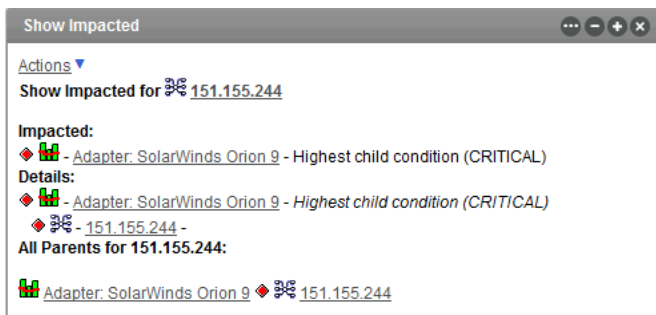 Show Impacted
Actions
Show Impacted for 151.155.244
Impacted:
- Adapter: SolarWinds Orion 9 - Highest child condition (CRITICAL)
Details:
- Adapter: SolarWinds Orion 9 - Highest child condition (CRITICAL)
- 151.155.244 -
All Parents for 151.155.244:
Adapter: SolarWinds Orion 9 151.155.244